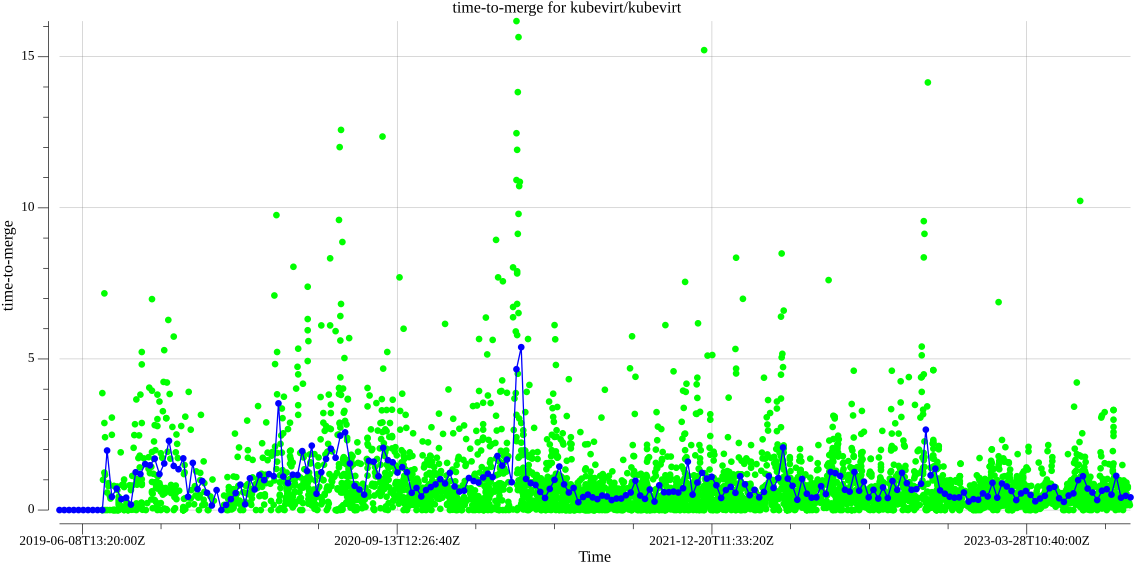 time-to-merge for kubevirt/kubevirt
15
10
5
0
time-to-merge
2019-06-08T13:20:00Z
2020-09-13T12:26:40Z
2021-12-20T11:33:20Z
2023-03-28T10:40:00Z
Time